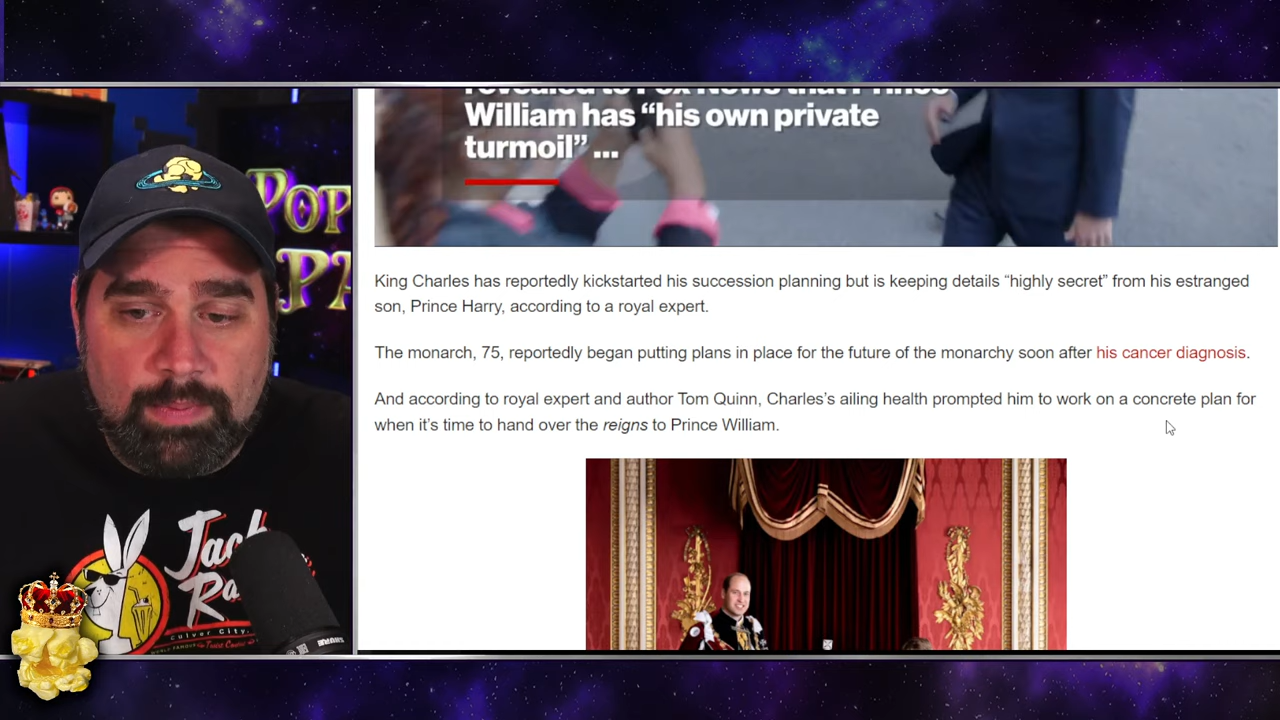 William has “his own private
turmoil” ...
King Charles has reportedly kickstarted his succession planning but is keeping details “highly secret” from his estranged
son, Prince Harry, according to a royal expert.
The monarch, 75, reportedly began putting plans in place for the future of the monarchy soon after his cancer diagnosis.
And according to royal expert and author Tom Quinn, Charles’s ailing health prompted him to work on a concrete plan for
when it’s time to hand over the reigns to Prince William.
POP
Culver City,